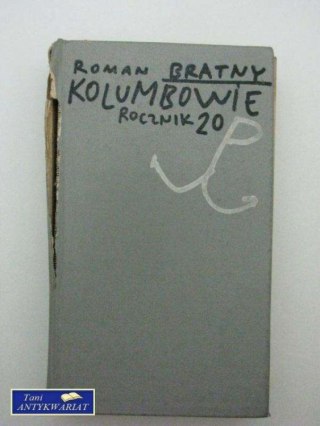 ROMAN BRATNY
KOLUMBOWIE
ROCZNIK 20
Tani
ANTYKWARIAT